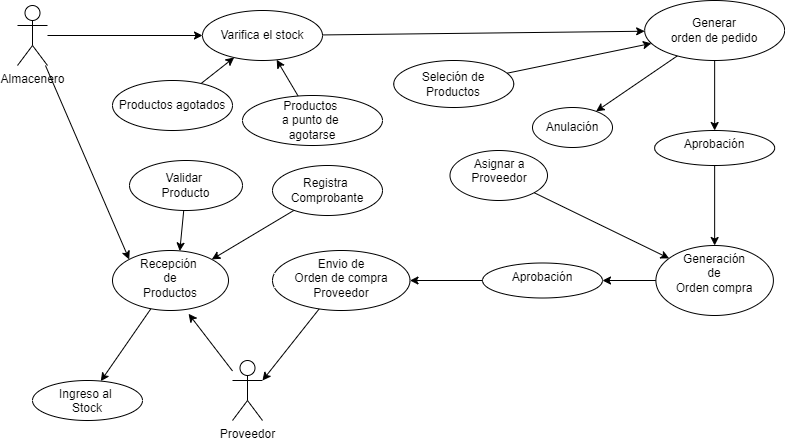 Almacenero
Varifica el stock
Generar
orden de pedido
Seleción de
Productos
Productos agotados
Productos
a punto de
agotarse
Anulación
Aprobación
Asignar a
Proveedor
Validar
Producto
Registra
Comprobante
Recepción
de
Productos
Envio de
Orden de compra
Proveedor
Aprobación
Generación
de
Orden compra
Ingreso al
Stock
Proveedor